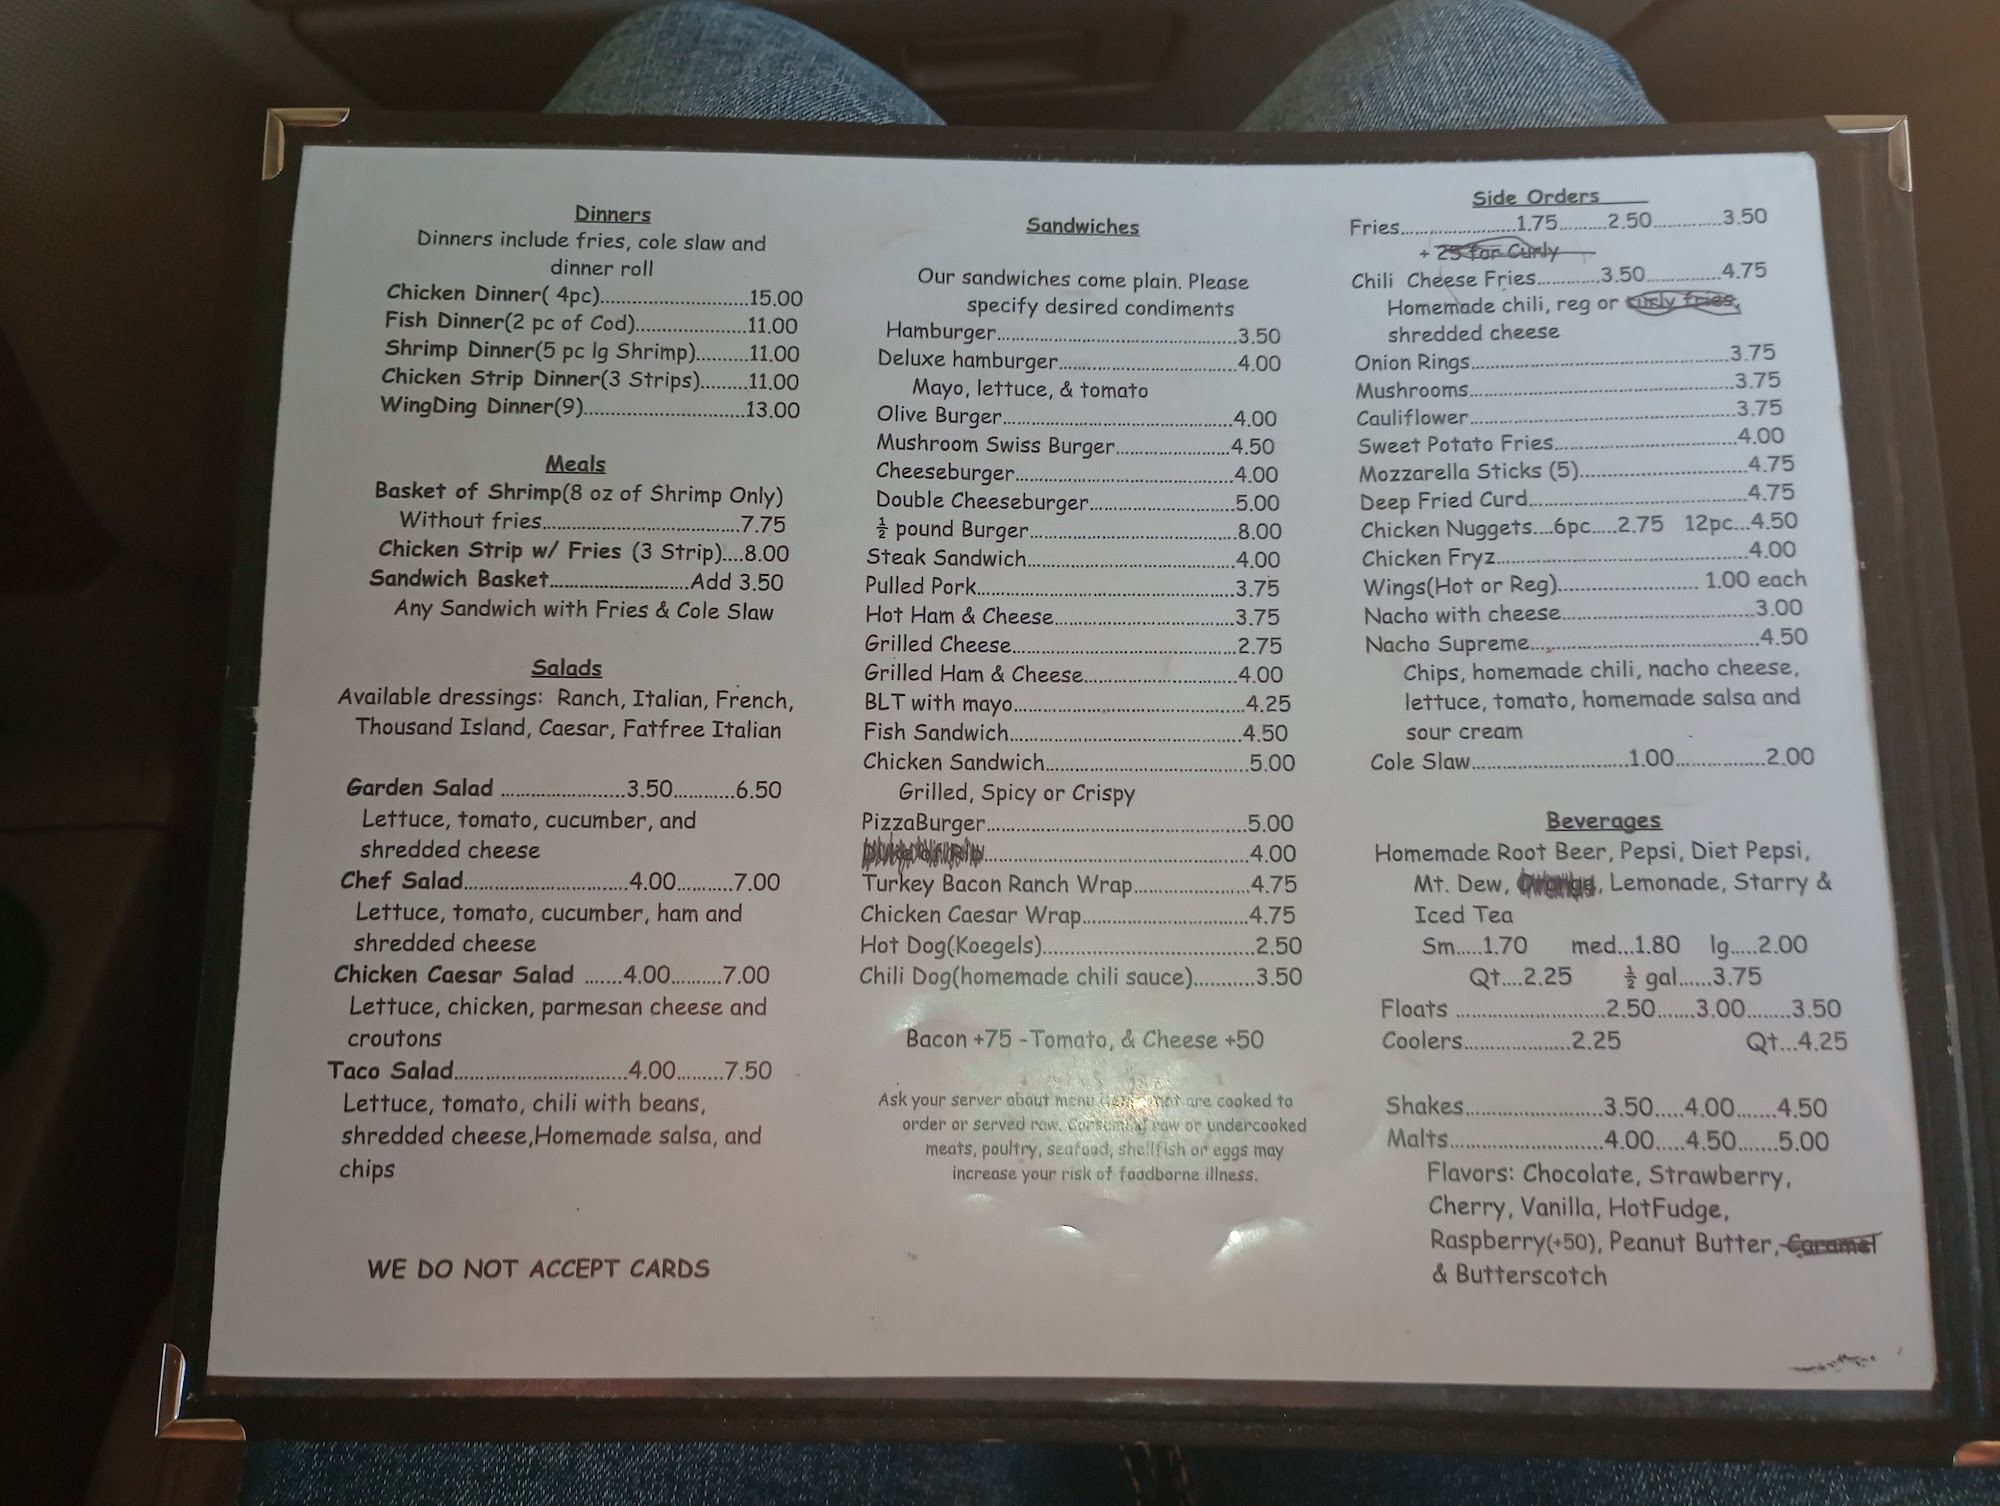 Dinners
Dinners include fries, cole slaw and
dinner roll
Chicken Dinner( 4pc)..............................15.00
Fish Dinner(2 pc of Cod)......................11.00
Shrimp Dinner(5 pc lg Shrimp)..........11.00
Chicken Strip Dinner(3 Strips).........11.00
WingDing Dinner(9)................................13.00
Meals
Basket of Shrimp(8 oz of Shrimp Only)
Without fries.......................................7.75
Chicken Strip w/ Fries (3 Strip)....8.00
Sandwich Basket...........................Add 3.50
Any Sandwich with Fries & Cole Slaw
Salads
Available dressings: Ranch, Italian, French,
Thousand Island, Caesar, Fatfree Italian
Garden Salad ........................3.50............6.50
Lettuce, tomato, cucumber, and
shredded cheese
Chef Salad................................4.00...........7.00
Lettuce, tomato, cucumber, ham and
shredded cheese
Chicken Caesar Salad .......4.00..........7.00
Lettuce, chicken, parmesan cheese and
croutons
Taco Salad.................................4.00.........7.50
Lettuce, tomato, chili with beans,
shredded cheese,Homemade salsa, and
chips
WE DO NOT ACCEPT CARDS
Sandwiches
Our sandwiches come plain. Please
specify desired condiments
Hamburger................................................3.50
Deluxe hamburger....................................4.00
Mayo, lettuce, & tomato
Olive Burger..............................................4.00
Mushroom Swiss Burger.......................4.50
Cheeseburger............................................4.00
Double Cheeseburger.............................5.00
½ pound Burger.........................................8.00
Steak Sandwich.........................................4.00
Pulled Pork...................................................3.75
Hot Ham & Cheese....................................3.75
Grilled Cheese.............................................2.75
Grilled Ham & Cheese...............................4.00
BLT with mayo..............................................4.25
Fish Sandwich..............................................4.50
Chicken Sandwich........................................5.00
Grilled, Spicy or Crispy
PizzaBurger....................................................5.00
....................................................4.00
Turkey Bacon Ranch Wrap.......................4.75
Chicken Caesar Wrap.................................4.75
Hot Dog(Koegels)..........................................2.50
Chili Dog(homemade chili sauce)...........3.50
Bacon +75 -Tomato, & Cheese +50
Ask your server about menu items that are cooked to
order or served raw. Consuming raw or undercooked
meats, poultry, seafood, shellfish or eggs may
increase your risk of foodborne illness.
Side Orders
Fries.......................1.75..........2.50..............3.50
+ 25 for Curly
Chili Cheese Fries............3.50...............4.75
Homemade chili, reg or curly fries,
shredded cheese
Onion Rings....................................................3.75
Mushrooms.....................................................3.75
Cauliflower.....................................................3.75
Sweet Potato Fries.....................................4.00
Mozzarella Sticks (5)..................................4.75
Deep Fried Curd............................................4.75
Chicken Nuggets....6pc.....2.75 12pc...4.50
Chicken Fryz...................................................4.00
Wings(Hot or Reg)............................ 1.00 each
Nacho with cheese.......................................3.00
Nacho Supreme..............................................4.50
Chips, homemade chili, nacho cheese,
lettuce, tomato, homemade salsa and
sour cream
Cole Slaw...............................1.00..................2.00
Beverages
Homemade Root Beer, Pepsi, Diet Pepsi,
Mt. Dew, Orange, Lemonade, Starry &
Iced Tea
Sm.....1.70 med...1.80 lg.....2.00
Qt....2.25 ½ gal......3.75
Floats ..............................2.50.......3.00........3.50
Coolers.....................2.25 Qt...4.25
Shakes...........................3.50.....4.00.......4.50
Malts..............................4.00.....4.50.......5.00
Flavors: Chocolate, Strawberry,
Cherry, Vanilla, HotFudge,
Raspberry(+50), Peanut Butter, Caramel
& Butterscotch